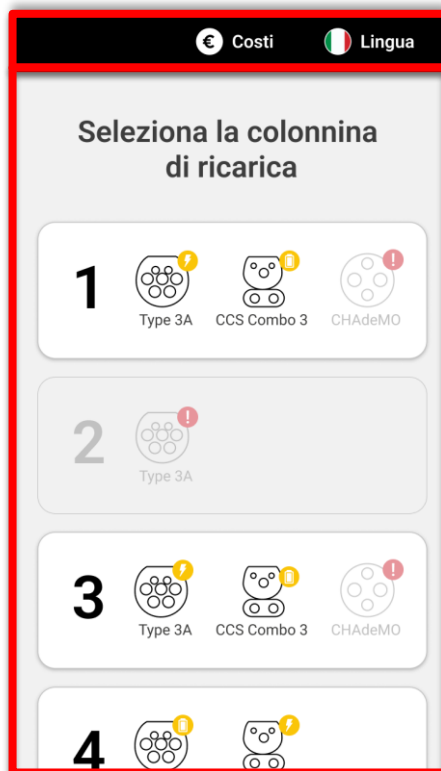 € Costi Lingua
Seleziona la colonnina
di ricarica
1
Type 3A CCS Combo 3 CHAdeMO
2
Type 3A
3
Type 3A CCS Combo 3 CHAdeMO
4